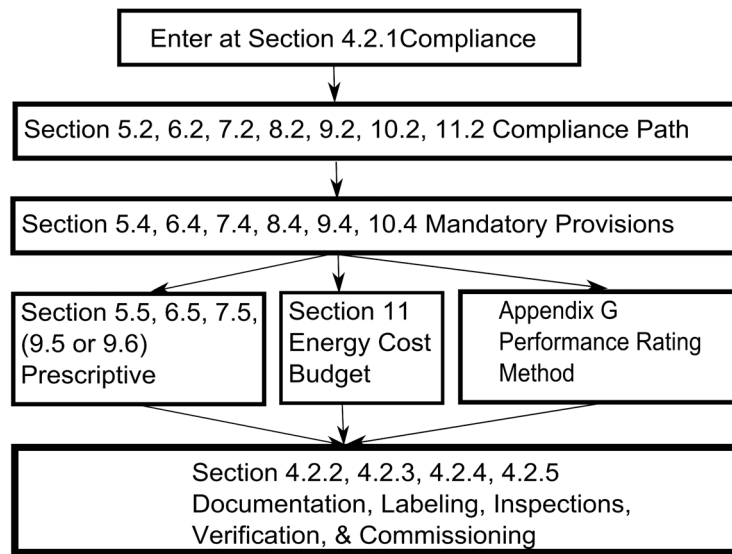 Enter at Section 4.2.1Compliance
Section 5.2, 6.2, 7.2, 8.2, 9.2, 10.2, 11.2 Compliance Path
Section 5.4, 6.4, 7.4, 8.4, 9.4, 10.4 Mandatory Provisions
Section 5.5, 6.5, 7.5,
(9.5 or 9.6)
Prescriptive
Section 11
Energy Cost
Budget
Appendix G
Performance Rating
Method
Section 4.2.2, 4.2.3, 4.2.4, 4.2.5
Documentation, Labeling, Inspections,
Verification, & Commissioning